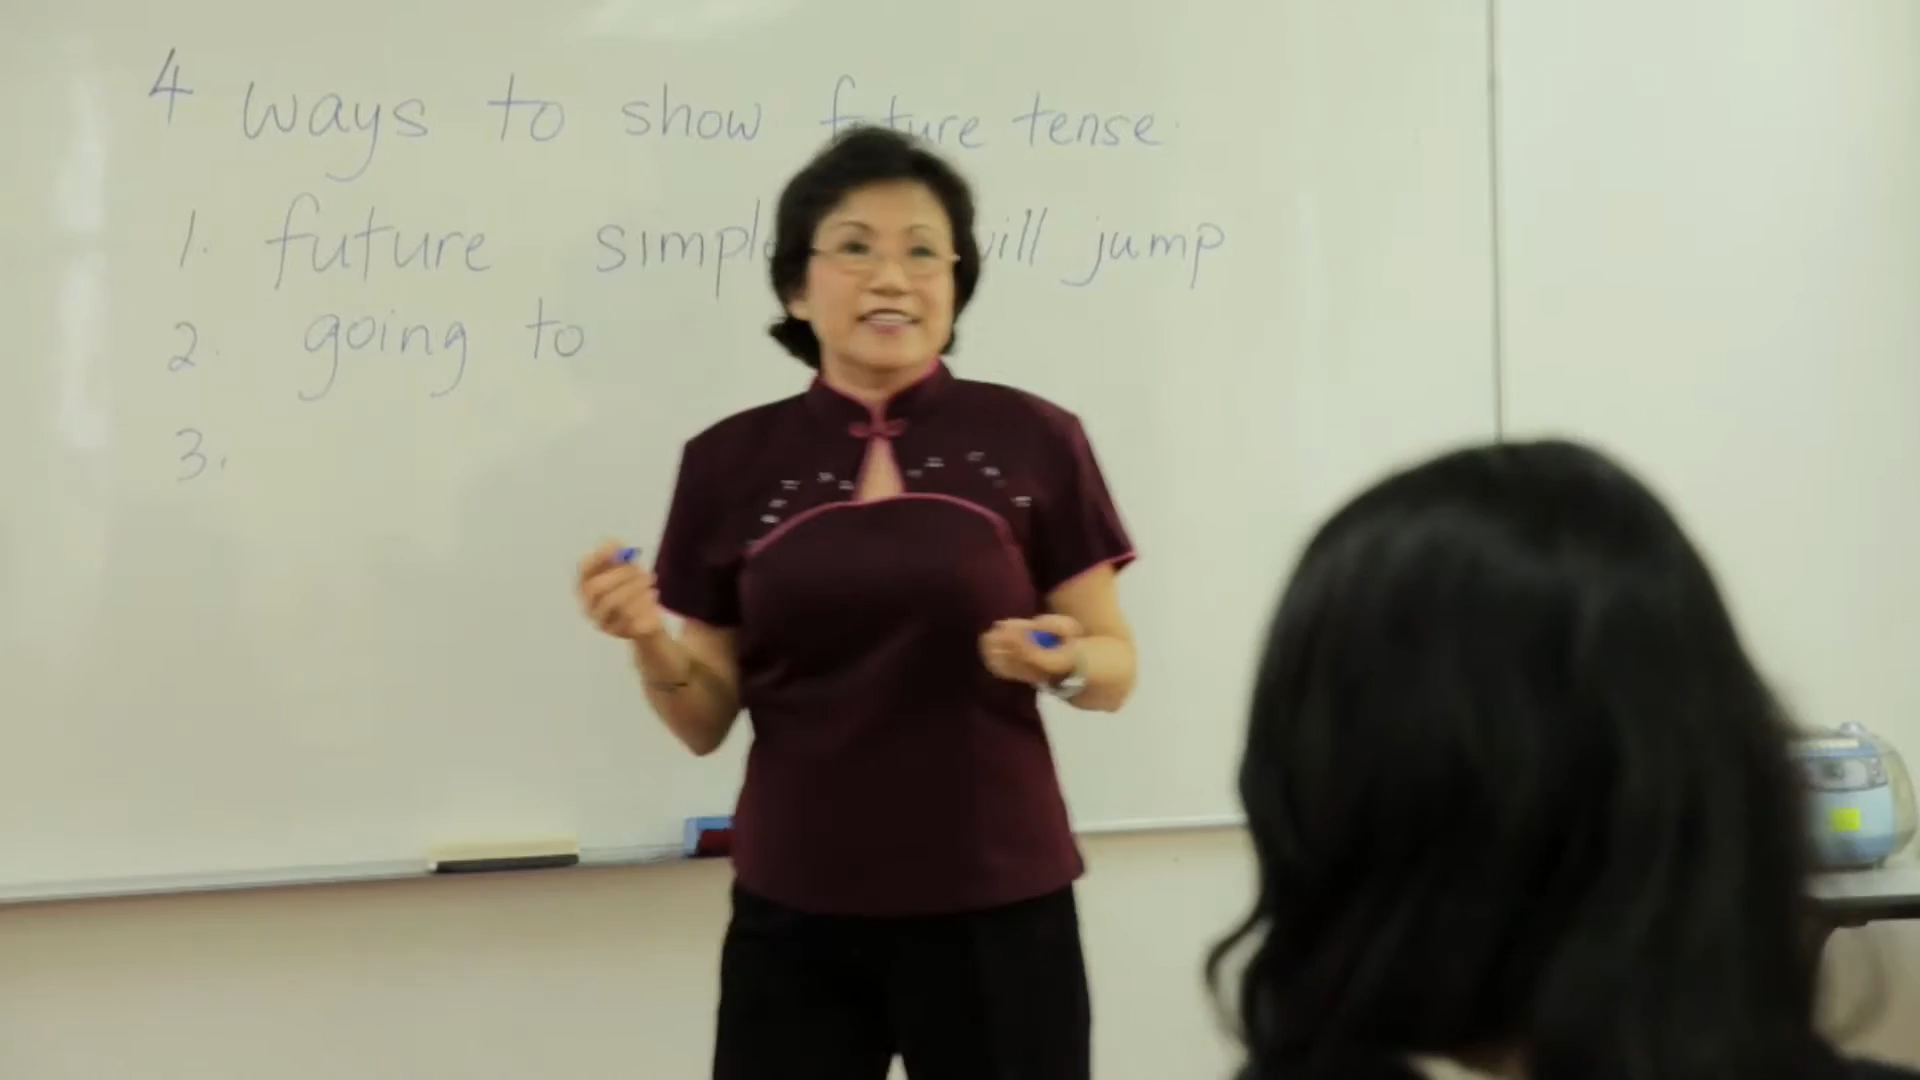 4 ways to show future tense
1. future simple will jump
2. going to
3.